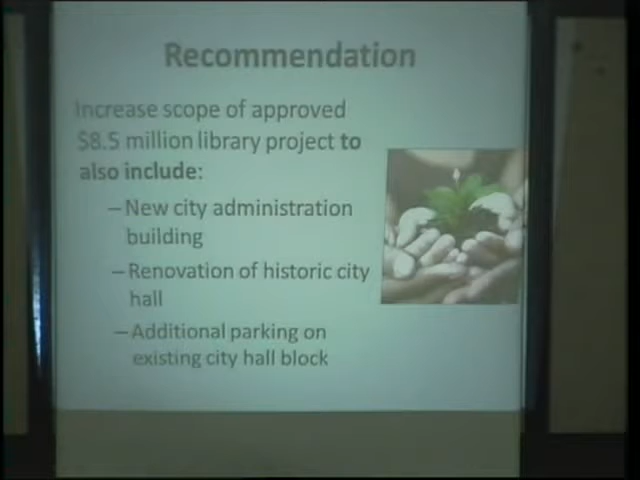 Recommendation
Increase scope of approved
$8.5 million library project to
also include:
–New city administration
building
–Renovation of historic city
hall
–Additional parking on
existing city hall block